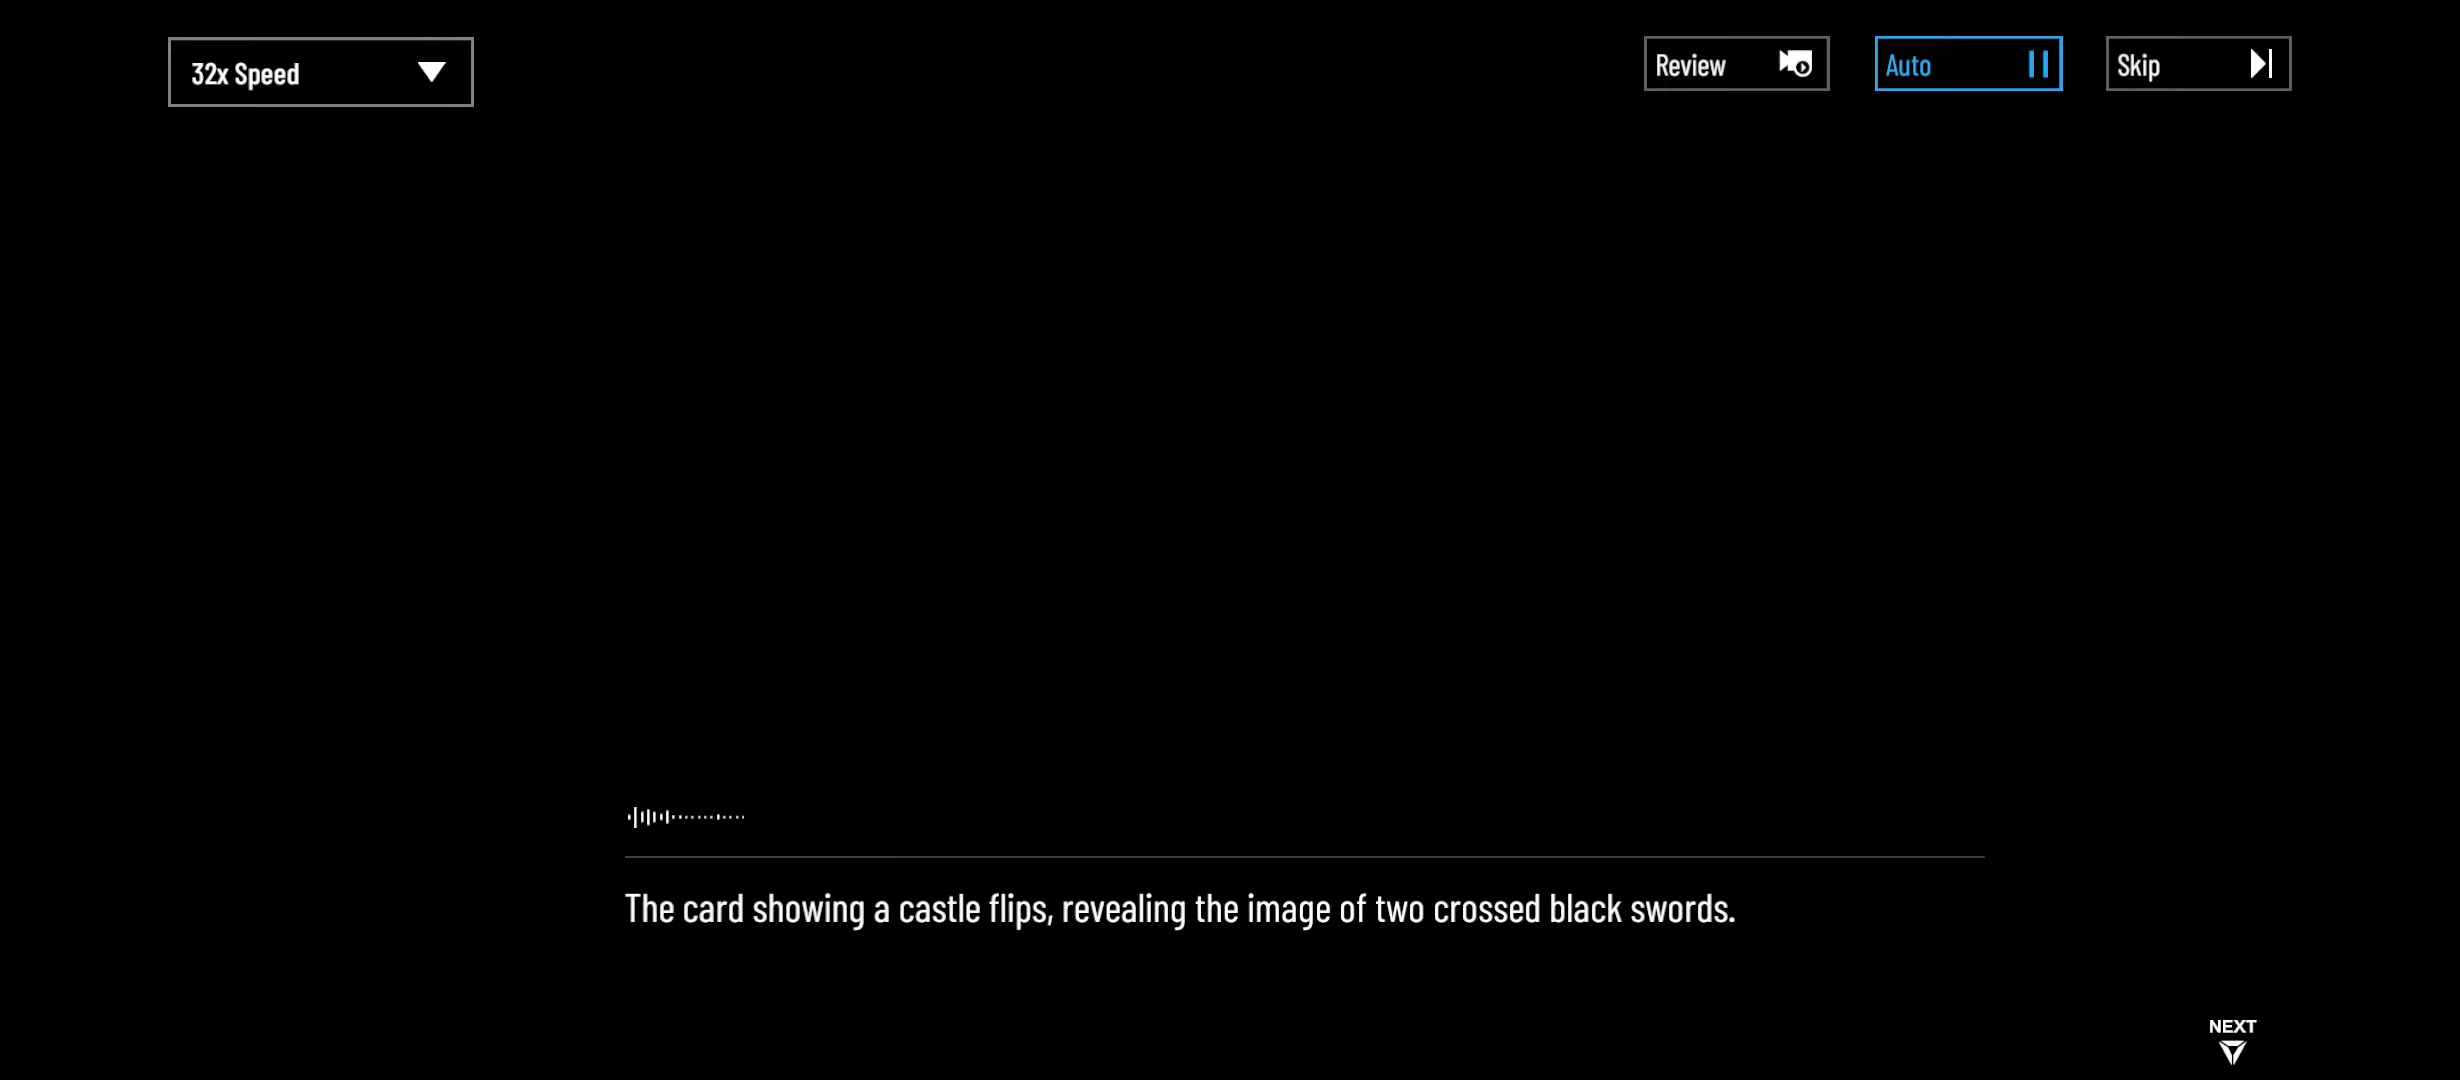 32x Speed
Review
Auto
Skip
The card showing a castle flips, revealing the image of two crossed black swords.
NEXT